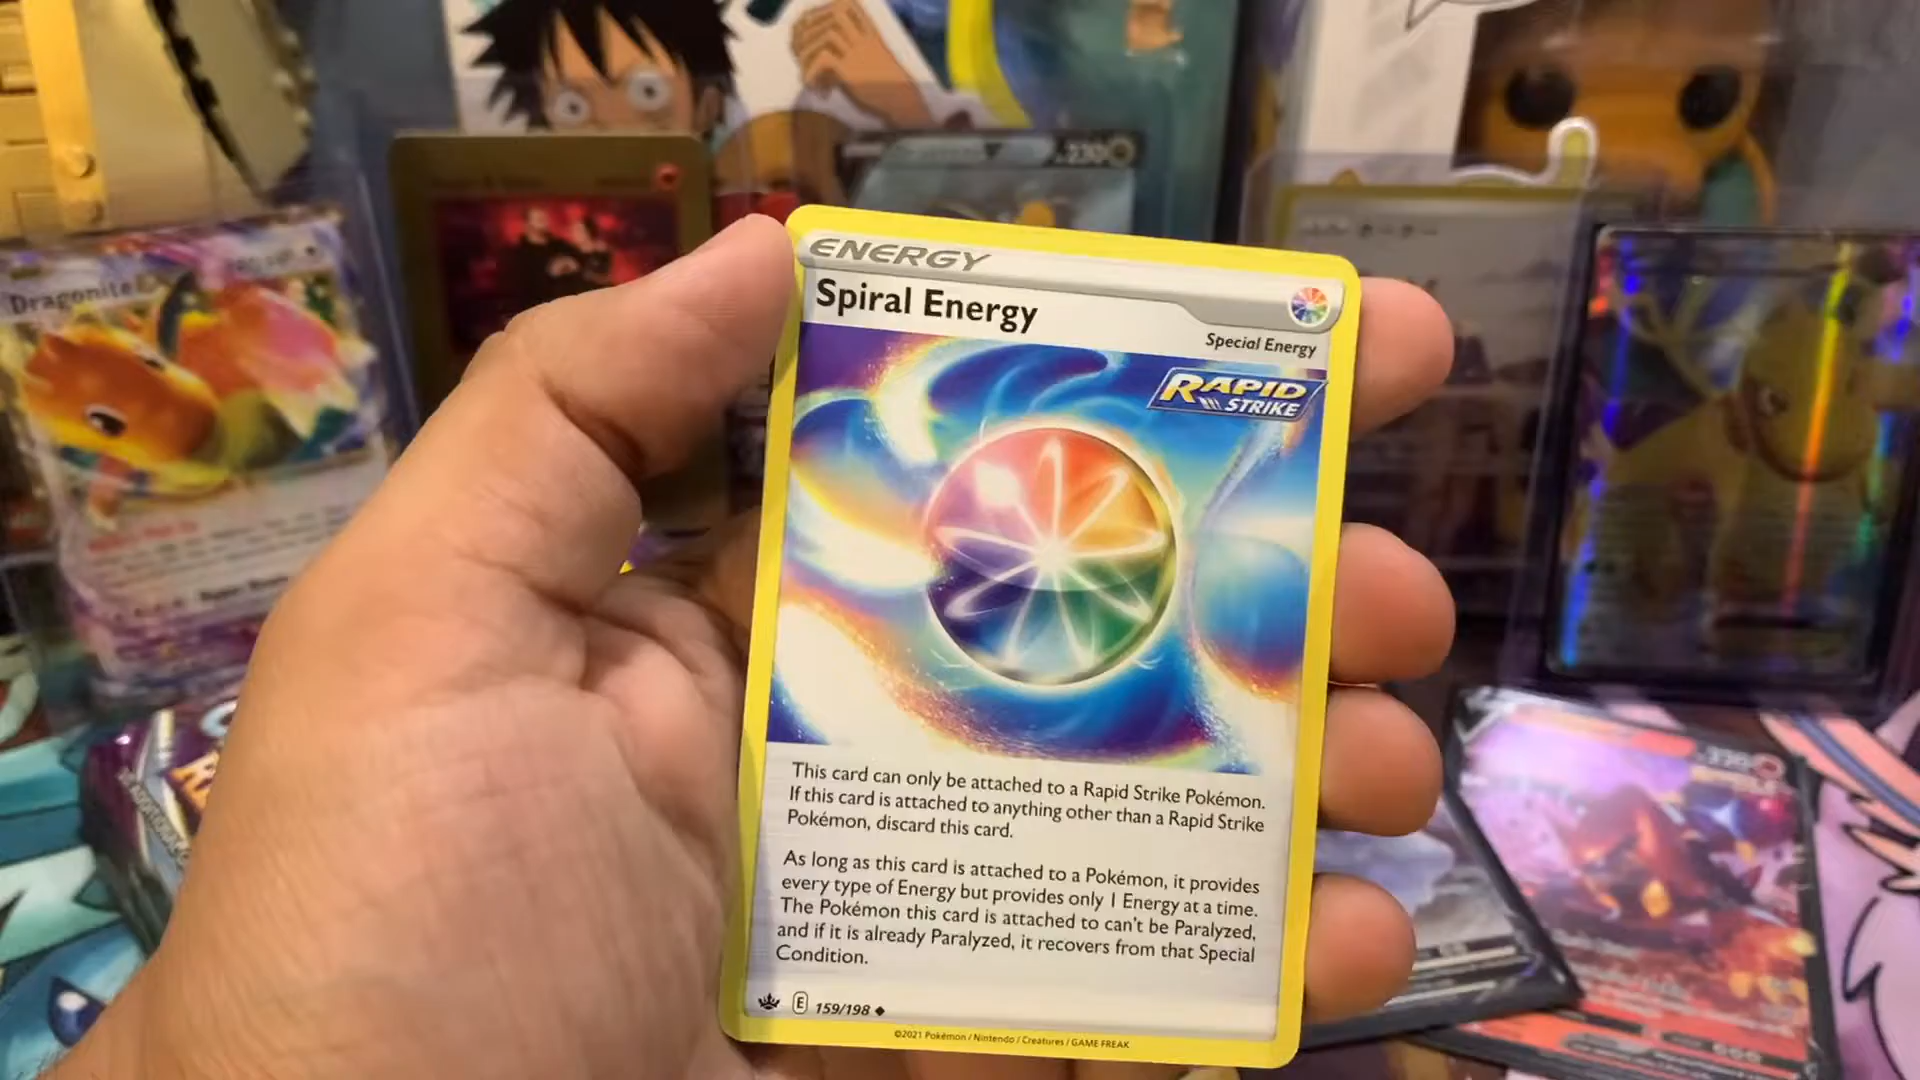 ENERGY
Spiral Energy
Special Energy
RAPID
STRIKE
This card can only be attached to a Rapid Strike Pokémon.
If this card is attached to anything other than a Rapid Strike
Pokémon, discard this card.
As long as this card is attached to a Pokémon, it provides
every type of Energy but provides only 1 Energy at a time.
The Pokémon this card is attached to can't be Paralyzed,
and if it is already Paralyzed, it recovers from that Special
Condition.
E 159/198
©2021 Pokémon / Nintendo / Creatures / GAME FREAK
Dragonite
230
330